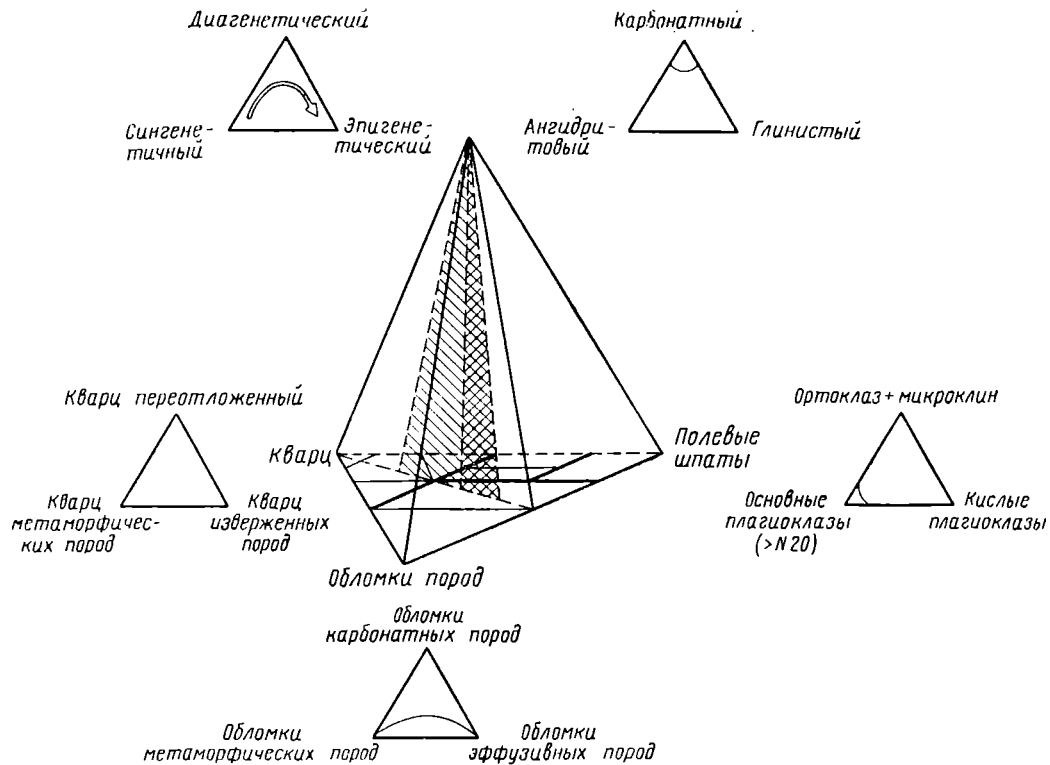 Диагенетический
Карбонатный
Сингене-
тичный
Эпигене-
тический
Ангидри-
товый
Глинистый
Кварц переотложенный
Ортоклаз + микроклин
Кварц
Полевые
шпаты
Кварц
метаморфичес-
ких пород
Кварц
изверженных
пород
Основные
плагиоклазы
(>N20)
Кислые
плагиоклазы
Обломки пород
Обломки
карбонатных пород
Обломки
метаморфических пород
Обломки
эффузивных пород